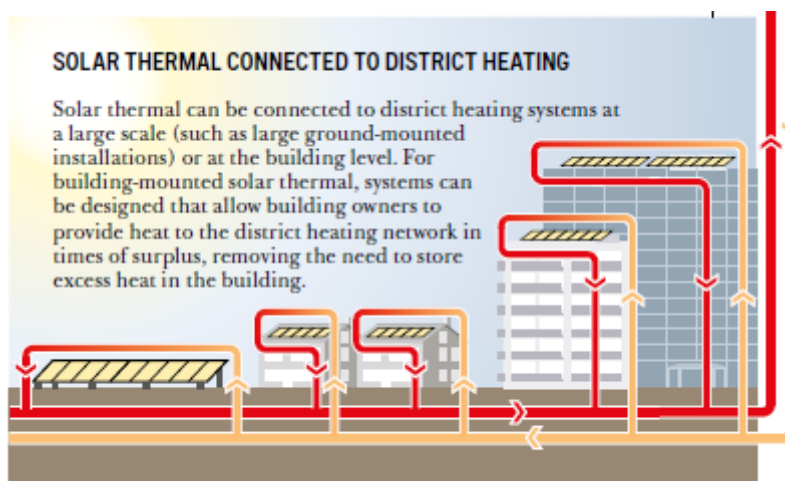 SOLAR THERMAL CONNECTED TO DISTRICT HEATING
Solar thermal can be connected to district heating systems at
a large scale (such as large ground-mounted
installations) or at the building level. For
building-mounted solar thermal, systems can
be designed that allow building owners to
provide heat to the district heating network in
times of surplus, removing the need to store
excess heat in the building.